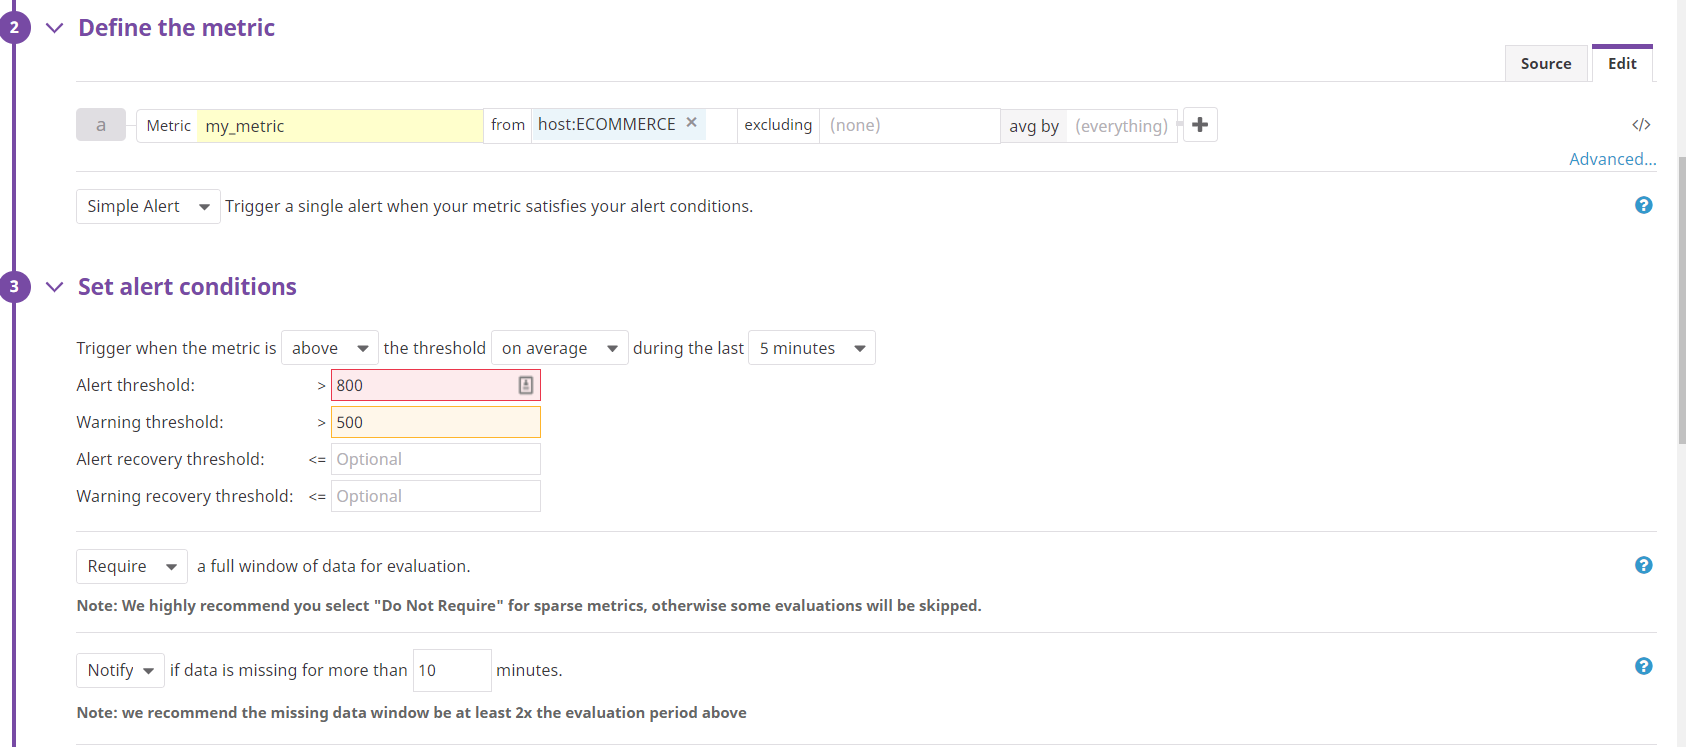 2 Define the metric
Source Edit
a Metric my_metric from host:ECOMMERCE × excluding (none) avg by (everything) + </>
Advanced...
Simple Alert Trigger a single alert when your metric satisfies your alert conditions. ?
3 Set alert conditions
Trigger when the metric is above the threshold on average during the last 5 minutes
Alert threshold: > 800
Warning threshold: > 500
Alert recovery threshold: <= Optional
Warning recovery threshold: <= Optional
Require a full window of data for evaluation. ?
Note: We highly recommend you select "Do Not Require" for sparse metrics, otherwise some evaluations will be skipped.
Notify if data is missing for more than 10 minutes. ?
Note: we recommend the missing data window be at least 2x the evaluation period above